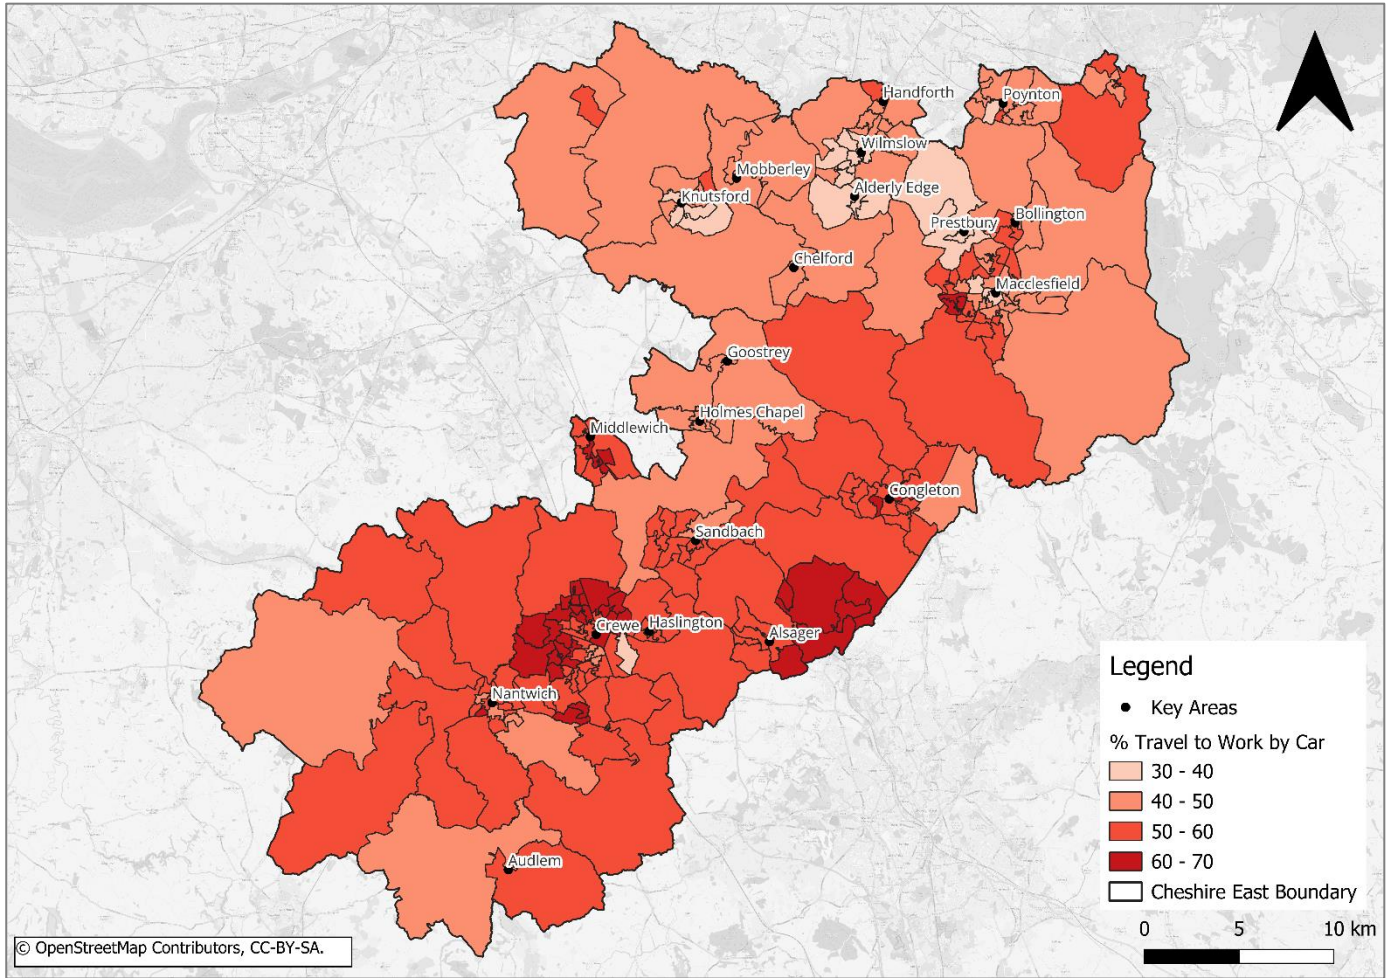 Handforth
Poynton
Wilmslow
Mobberley
Knutsford
Alderly Edge
Prestbury
Bollington
Chelford
Macclesfield
Goostrey
Holmes Chapel
Middlewich
Congleton
Sandbach
Crewe
Haslington
Alsager
Nantwich
Audlem
Legend
Key Areas
% Travel to Work by Car
30 - 40
40 - 50
50 - 60
60 - 70
Cheshire East Boundary
0 5 10 km
© OpenStreetMap Contributors, CC-BY-SA.